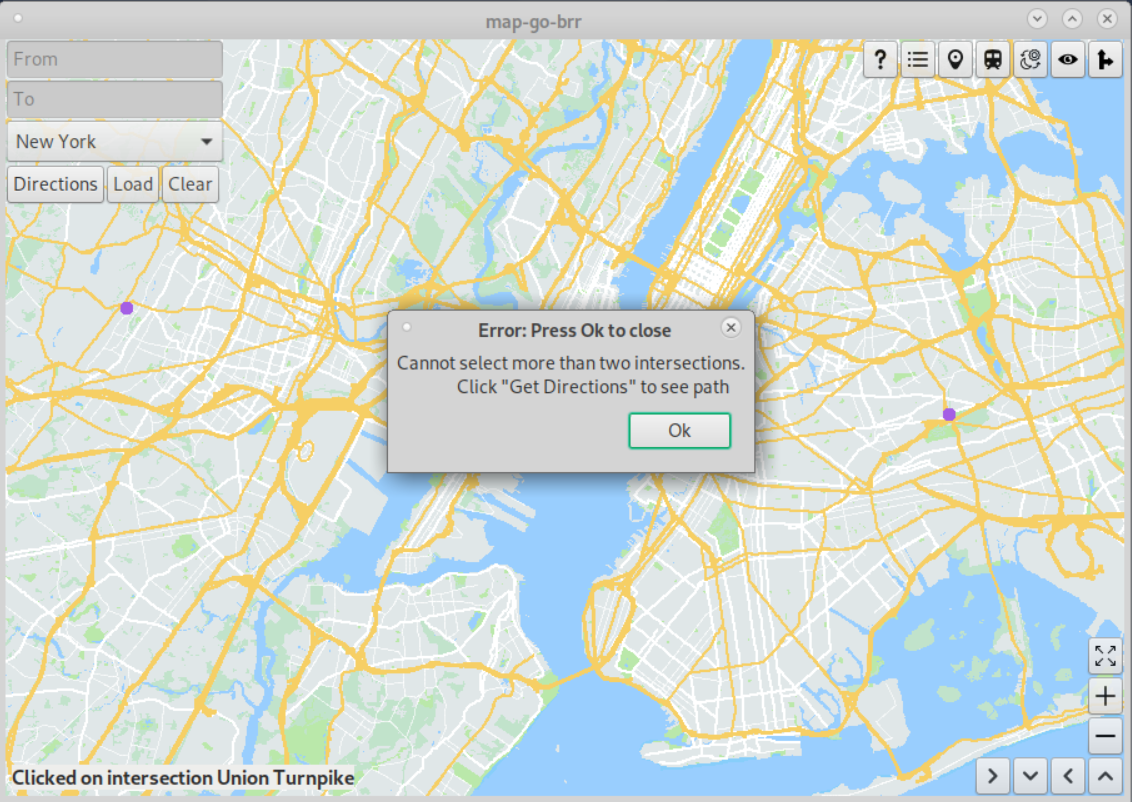 map-go-brr
From
To
New York
Directions Load Clear
?
Error: Press Ok to close
Cannot select more than two intersections.
Click "Get Directions" to see path
Ok
Clicked on intersection Union Turnpike